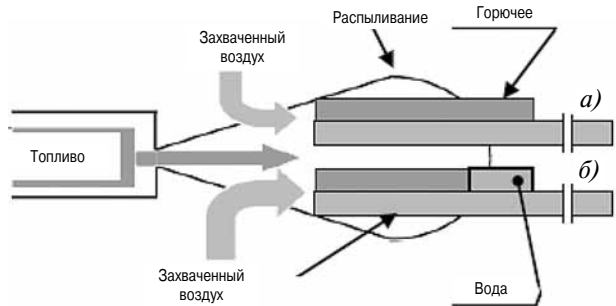 Распыливание
Горючее
Захваченный
воздух
а)
Топливо
б)
Захваченный
воздух
Вода